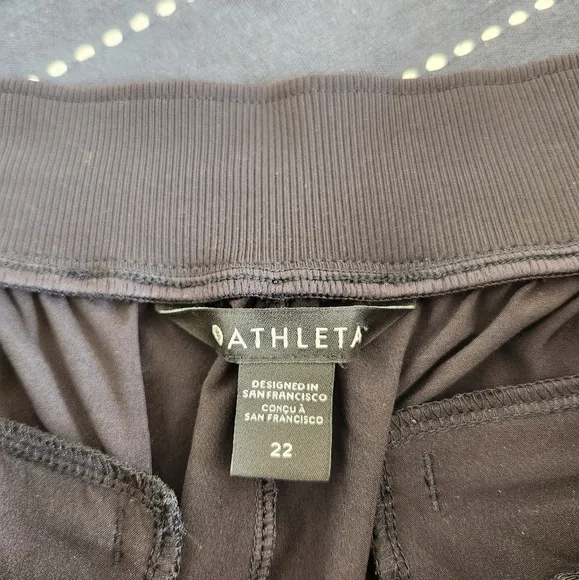 ATHLETA
DESIGNED IN
SAN FRANCISCO
CONÇU À
SAN FRANCISCO
22